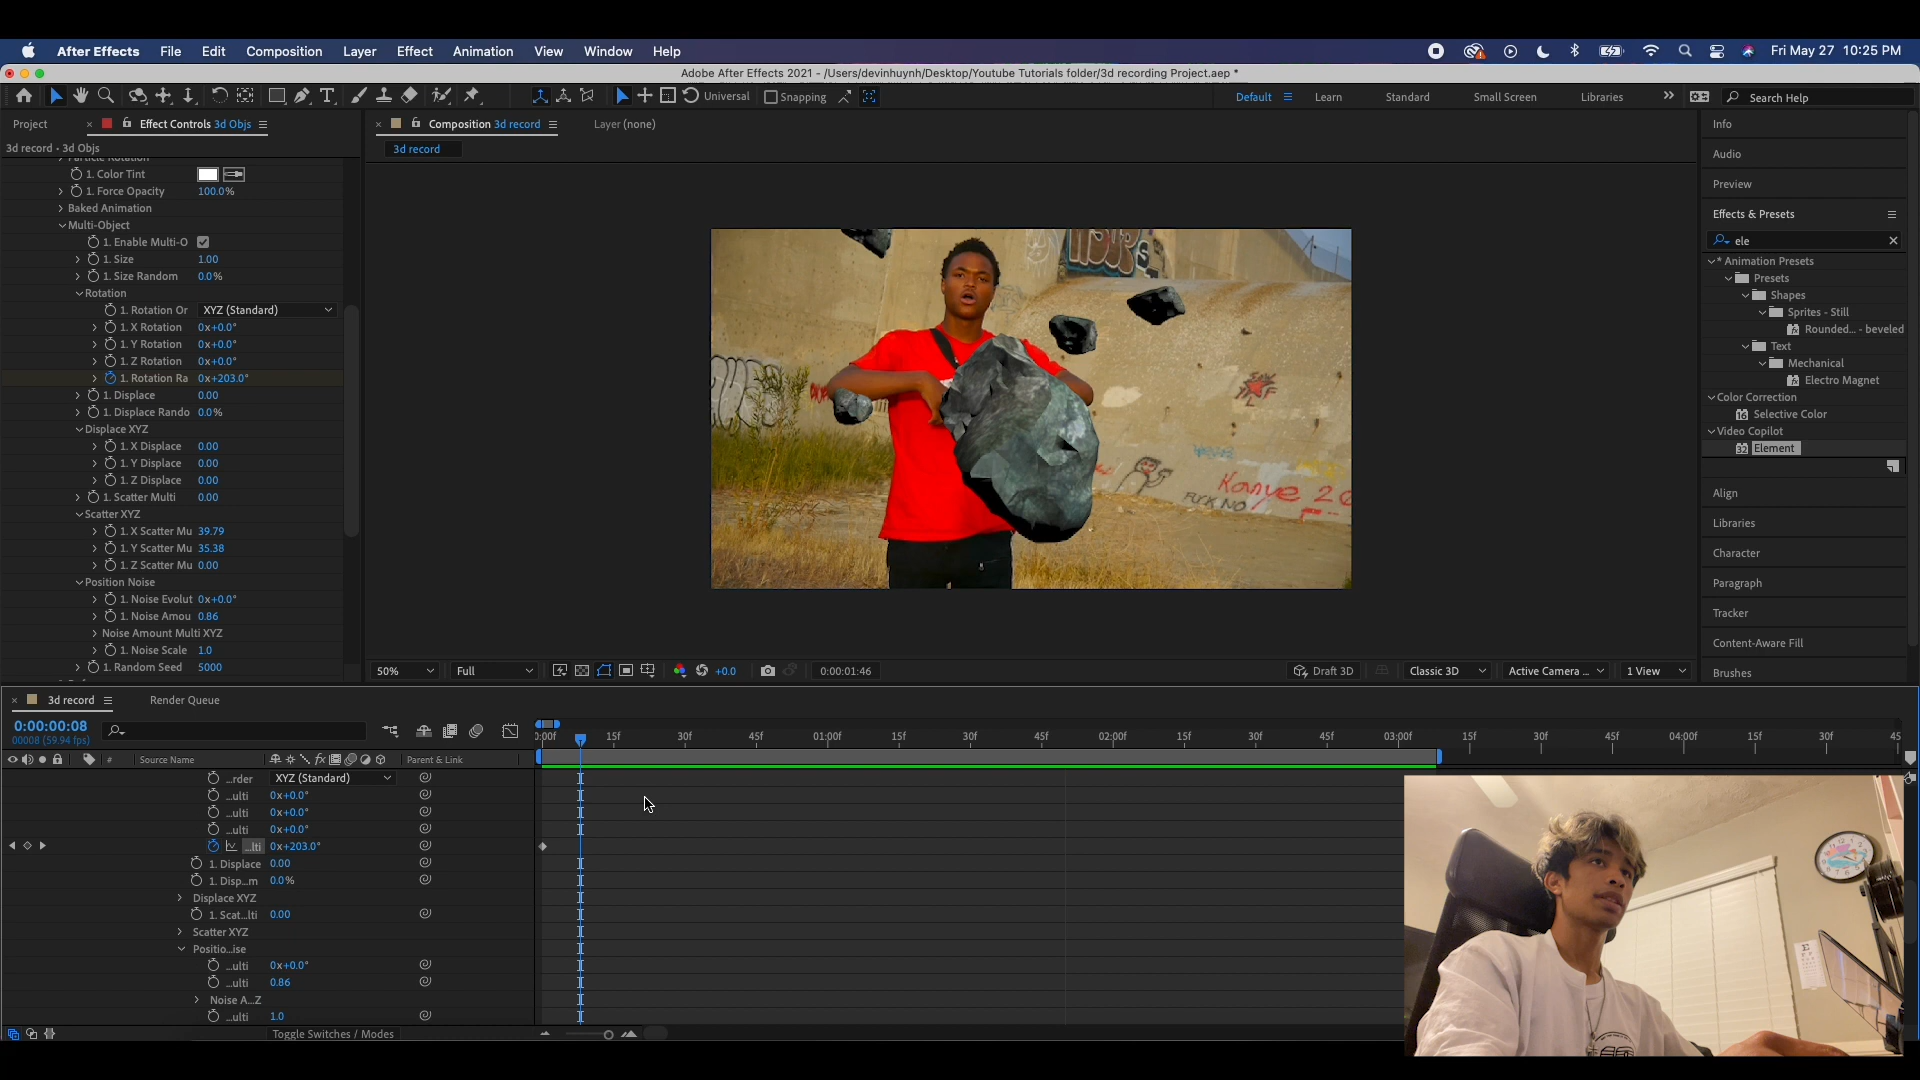 After Effects File Edit Composition Layer Effect Animation View Window Help Fri May 27 10:25 PM
Adobe After Effects 2021 - /Users/devinhuynh/Desktop/Youtube Tutorials folder/3d recording Project.aep *
Universal Snapping Default Learn Standard Small Screen Libraries Search Help
Project Effect Controls 3d Objs
3d record • 3d Objs
Particle Rotation
1. Color Tint
1. Force Opacity 100.0%
Baked Animation
Multi-Object
1. Enable Multi-O
1. Size 1.00
1. Size Random 0.0%
Rotation
1. Rotation Or XYZ (Standard)
1. X Rotation 0x+0.0°
1. Y Rotation 0x+0.0°
1. Z Rotation 0x+0.0°
1. Rotation Ra 0x+203.0°
1. Displace 0.00
1. Displace Rando 0.0%
Displace XYZ
1. X Displace 0.00
1. Y Displace 0.00
1. Z Displace 0.00
1. Scatter Multi 0.00
Scatter XYZ
1. X Scatter Mu 39.79
1. Y Scatter Mu 35.38
1. Z Scatter Mu 0.00
Position Noise
1. Noise Evolut 0x+0.0°
1. Noise Amou 0.86
Noise Amount Multi XYZ
1. Noise Scale 1.0
1. Random Seed 5000
Composition 3d record Layer (none)
3d record
Kanye 2
FUCK NO
50% Full +0.0 0:00:01:46 Draft 3D Classic 3D Active Camera ... 1 View
Info
Audio
Preview
Effects & Presets
ele
* Animation Presets
Presets
Shapes
Sprites - Still
Rounded... - beveled
Text
Mechanical
Electro Magnet
Color Correction
Selective Color
Video Copilot
Element
Align
Libraries
Character
Paragraph
Tracker
Content-Aware Fill
Brushes
3d record Render Queue
0:00:00:08
00008 (59.94 fps)
:00f 15f 30f 45f 01:00f 15f 30f 45f 02:00f 15f 30f 45f 03:00f 15f 30f 45f 04:00f 15f 30f 45
# Source Name Parent & Link
...rder XYZ (Standard)
...ulti 0x+0.0°
...ulti 0x+0.0°
...ulti 0x+0.0°
...lti 0x+203.0°
1. Displace 0.00
1. Disp...m 0.0%
Displace XYZ
1. Scat...lti 0.00
Scatter XYZ
Positio...ise
...ulti 0x+0.0°
...ulti 0.86
Noise A...Z
...ulti 1.0
Toggle Switches / Modes